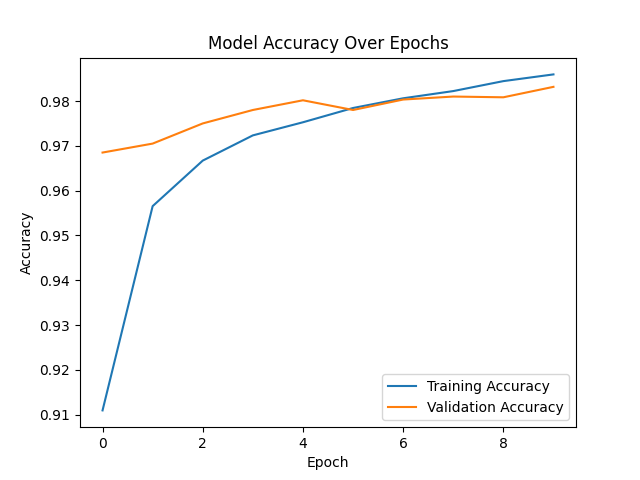 Model Accuracy Over Epochs
0.98
0.97
0.96
0.95
0.94
0.93
0.92
0.91
Accuracy
Training Accuracy
Validation Accuracy
0 2 4 6 8
Epoch